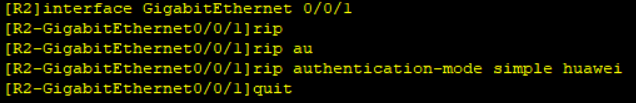 [R2]interface GigabitEthernet 0/0/1
[R2-GigabitEthernet0/0/1]rip
[R2-GigabitEthernet0/0/1]rip au
[R2-GigabitEthernet0/0/1]rip authentication-mode simple huawei
[R2-GigabitEthernet0/0/1]quit